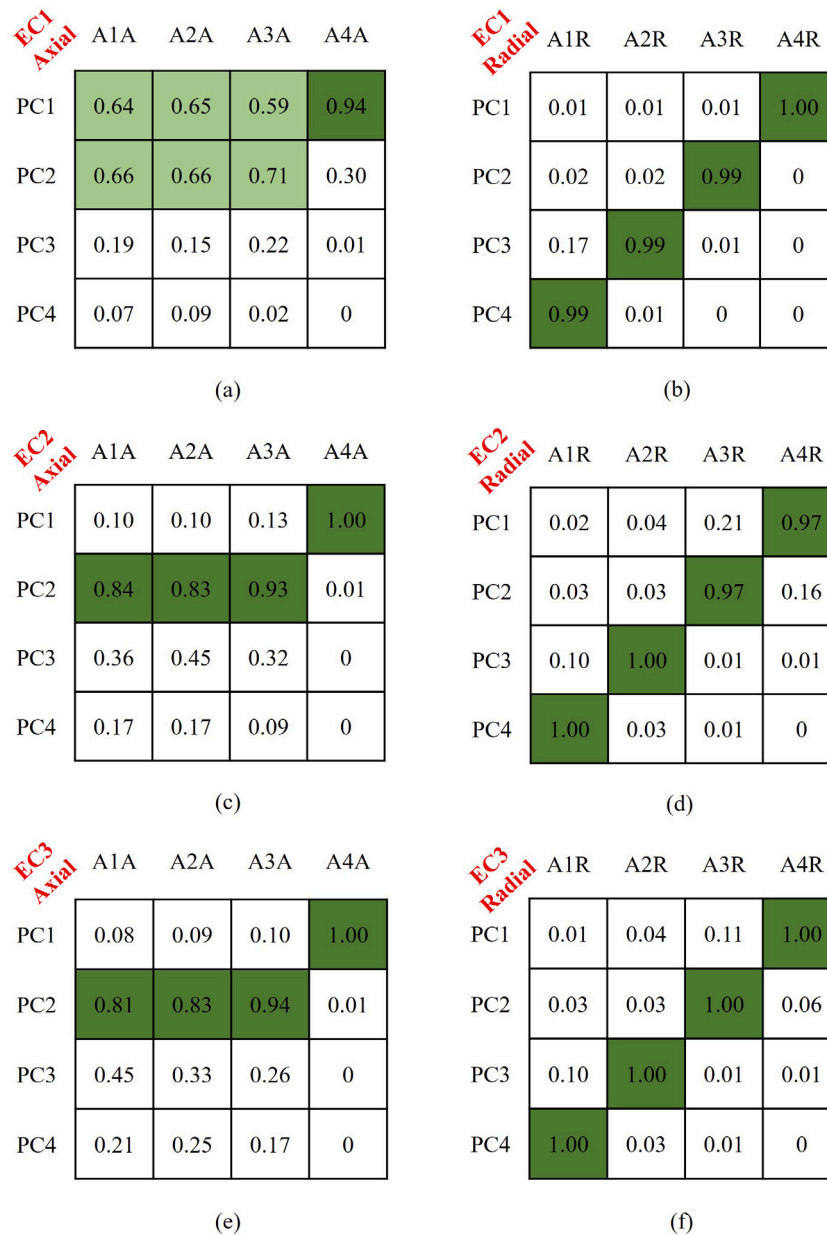 EC1 Axial A1A A2A A3A A4A
PC1 0.64 0.65 0.59 0.94
PC2 0.66 0.66 0.71 0.30
PC3 0.19 0.15 0.22 0.01
PC4 0.07 0.09 0.02 0
(a)
EC1 Radial A1R A2R A3R A4R
PC1 0.01 0.01 0.01 1.00
PC2 0.02 0.02 0.99 0
PC3 0.17 0.99 0.01 0
PC4 0.99 0.01 0 0
(b)
EC2 Axial A1A A2A A3A A4A
PC1 0.10 0.10 0.13 1.00
PC2 0.84 0.83 0.93 0.01
PC3 0.36 0.45 0.32 0
PC4 0.17 0.17 0.09 0
(c)
EC2 Radial A1R A2R A3R A4R
PC1 0.02 0.04 0.21 0.97
PC2 0.03 0.03 0.97 0.16
PC3 0.10 1.00 0.01 0.01
PC4 1.00 0.03 0.01 0
(d)
EC3 Axial A1A A2A A3A A4A
PC1 0.08 0.09 0.10 1.00
PC2 0.81 0.83 0.94 0.01
PC3 0.45 0.33 0.26 0
PC4 0.21 0.25 0.17 0
(e)
EC3 Radial A1R A2R A3R A4R
PC1 0.01 0.04 0.11 1.00
PC2 0.03 0.03 1.00 0.06
PC3 0.10 1.00 0.01 0.01
PC4 1.00 0.03 0.01 0
(f)